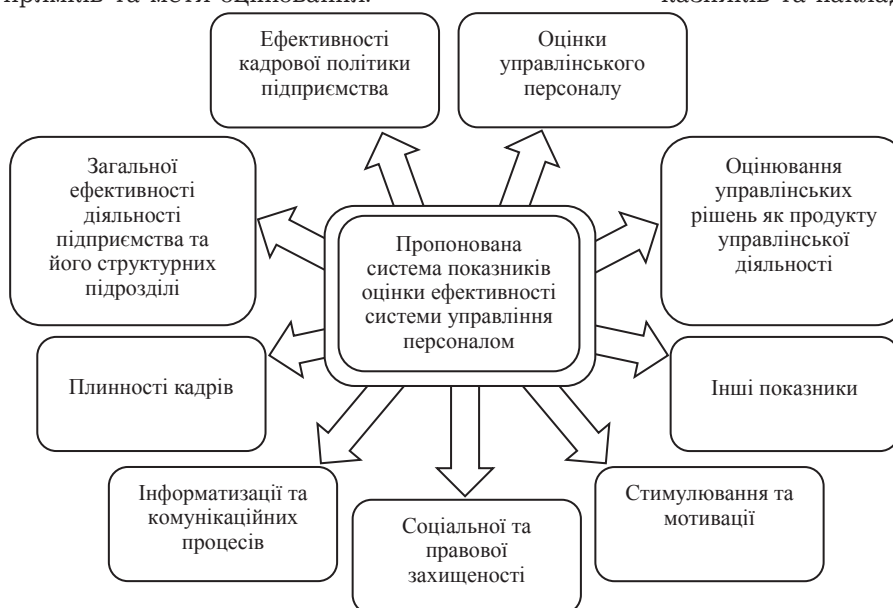 Ефективності
кадрової політики
підприємства
Оцінки
управлінського
персоналу
Загальної
ефективності
діяльності
підприємства та
його структурних
підрозділі
Оцінювання
управлінських
рішень як продукту
управлінської
діяльності
Пропонована
система показників
оцінки ефективності
системи управління
персоналом
Плинності кадрів
Інші показники
Інформатизації та
комунікаційних
процесів
Соціальної та
правової
захищеності
Стимулювання та
мотивації